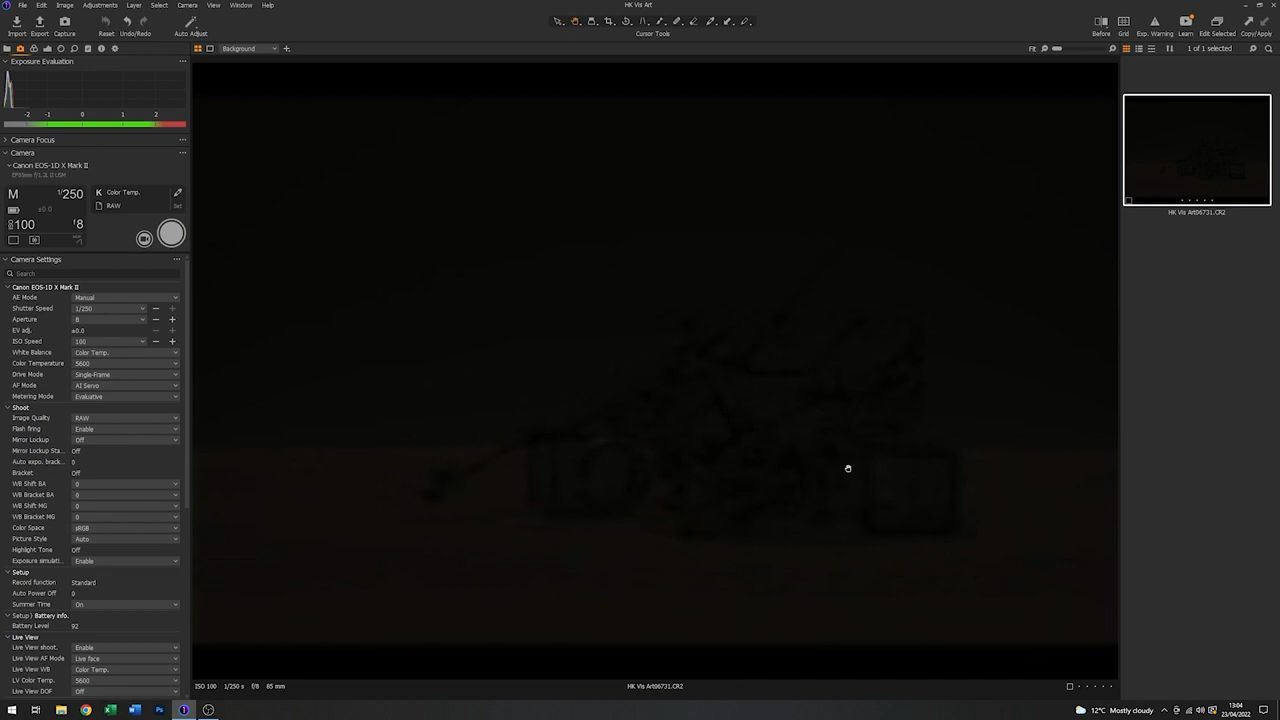 File Edit Image Adjustments Layer Select Camera View Window Help
HK Vis Art
Import Export Capture Reset Undo/Redo Auto Adjust Cursor Tools Before Grid Exp. Warning Learn Edit Selected Copy/Apply
Background Fit 1 of 1 selected
Exposure Evaluation
-2 -1 0 1 2
Camera Focus
Camera
Canon EOS-1D X Mark II
EF85mm f/1.2L II USM
M 1/250 K Color Temp.
±0.0 RAW Set
100 f8
Camera Settings
Search
Canon EOS-1D X Mark II
AE Mode Manual
Shutter Speed 1/250
Aperture 8
EV adj. ±0.0
ISO Speed 100
White Balance Color Temp.
Color Temperature 5600
Drive Mode Single-Frame
AF Mode AI Servo
Metering Mode Evaluative
Shoot
Image Quality RAW
Flash firing Enable
Mirror Lockup Off
Mirror Lockup Sta... Off
Auto expo. brack... 0
Bracket Off
WB Shift BA 0
WB Bracket BA 0
WB Shift MG 0
WB Bracket MG 0
Color Space sRGB
Picture Style Auto
Highlight Tone Off
Exposure simulati... Enable
Setup
Record function Standard
Auto Power Off 0
Summer Time On
Setup ) Battery info.
Battery Level 92
Live View
Live View shoot. Enable
Live View AF Mode Live face
Live View WB Color Temp.
LV Color Temp. 5600
Live View DOF Off
HK Vis Art06731.CR2
ISO 100 1/250 s f/8 85 mm HK Vis Art06731.CR2
12°C Mostly cloudy 13:04
23/04/2022